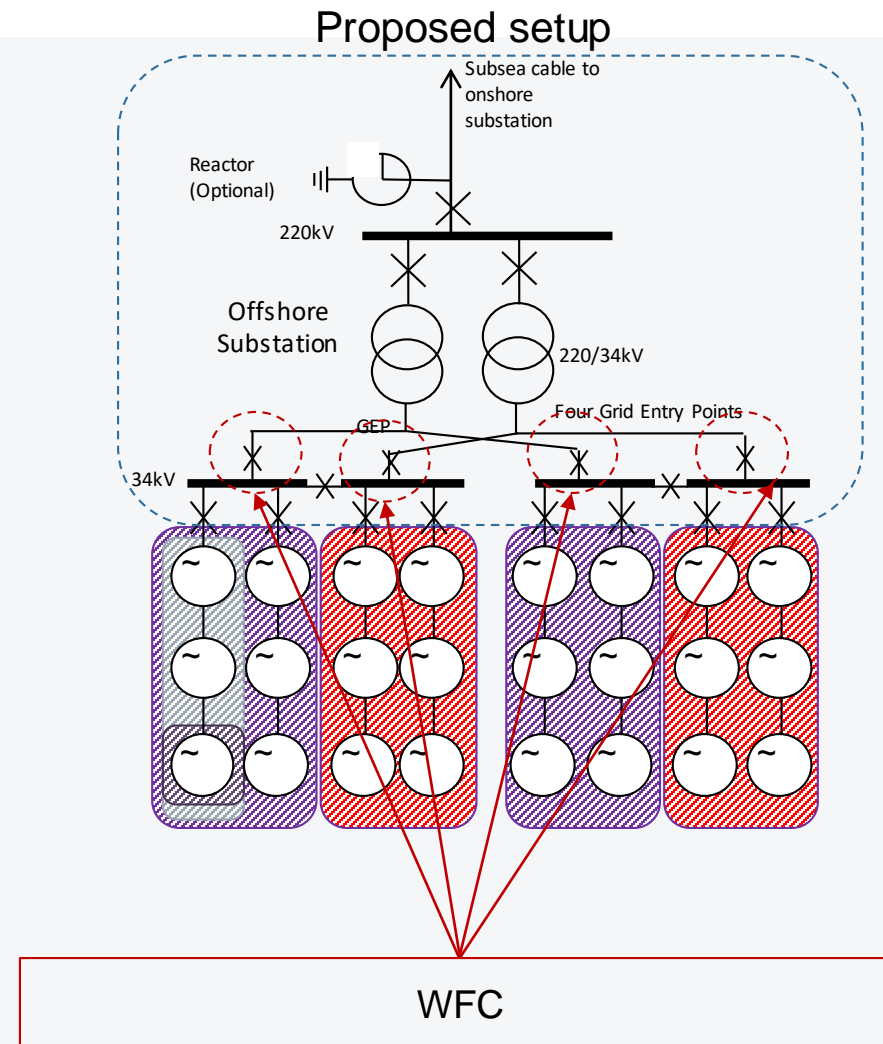 Proposed setup
Subsea cable to
onshore
substation
Reactor
(Optional)
220kV
Offshore
Substation
220/34kV
Four Grid Entry Points
GEP
34kV
~ ~ ~ ~ ~ ~ ~ ~
~ ~ ~ ~ ~ ~ ~ ~
~ ~ ~ ~ ~ ~ ~ ~
WFC